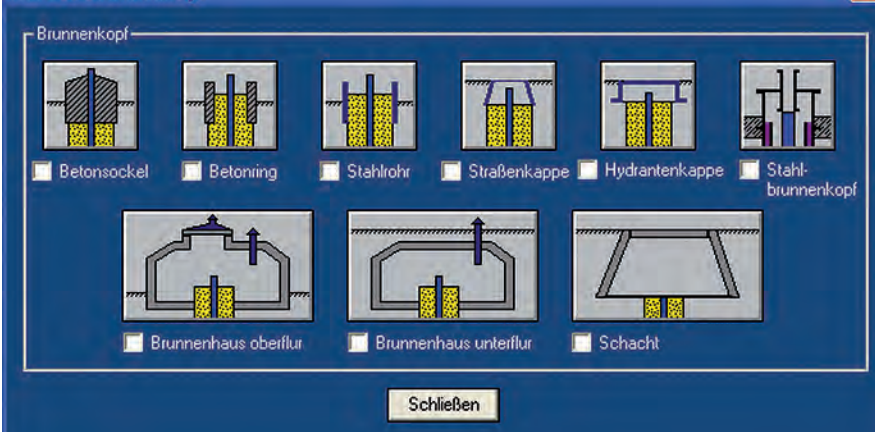 Brunnenkopf
Betonsockel
Betonring
Stahlrohr
Straßenkappe
Hydrantenkappe
Stahl-
brunnenkopf
Brunnenhaus oberflur
Brunnenhaus unterflur
Schacht
Schließen